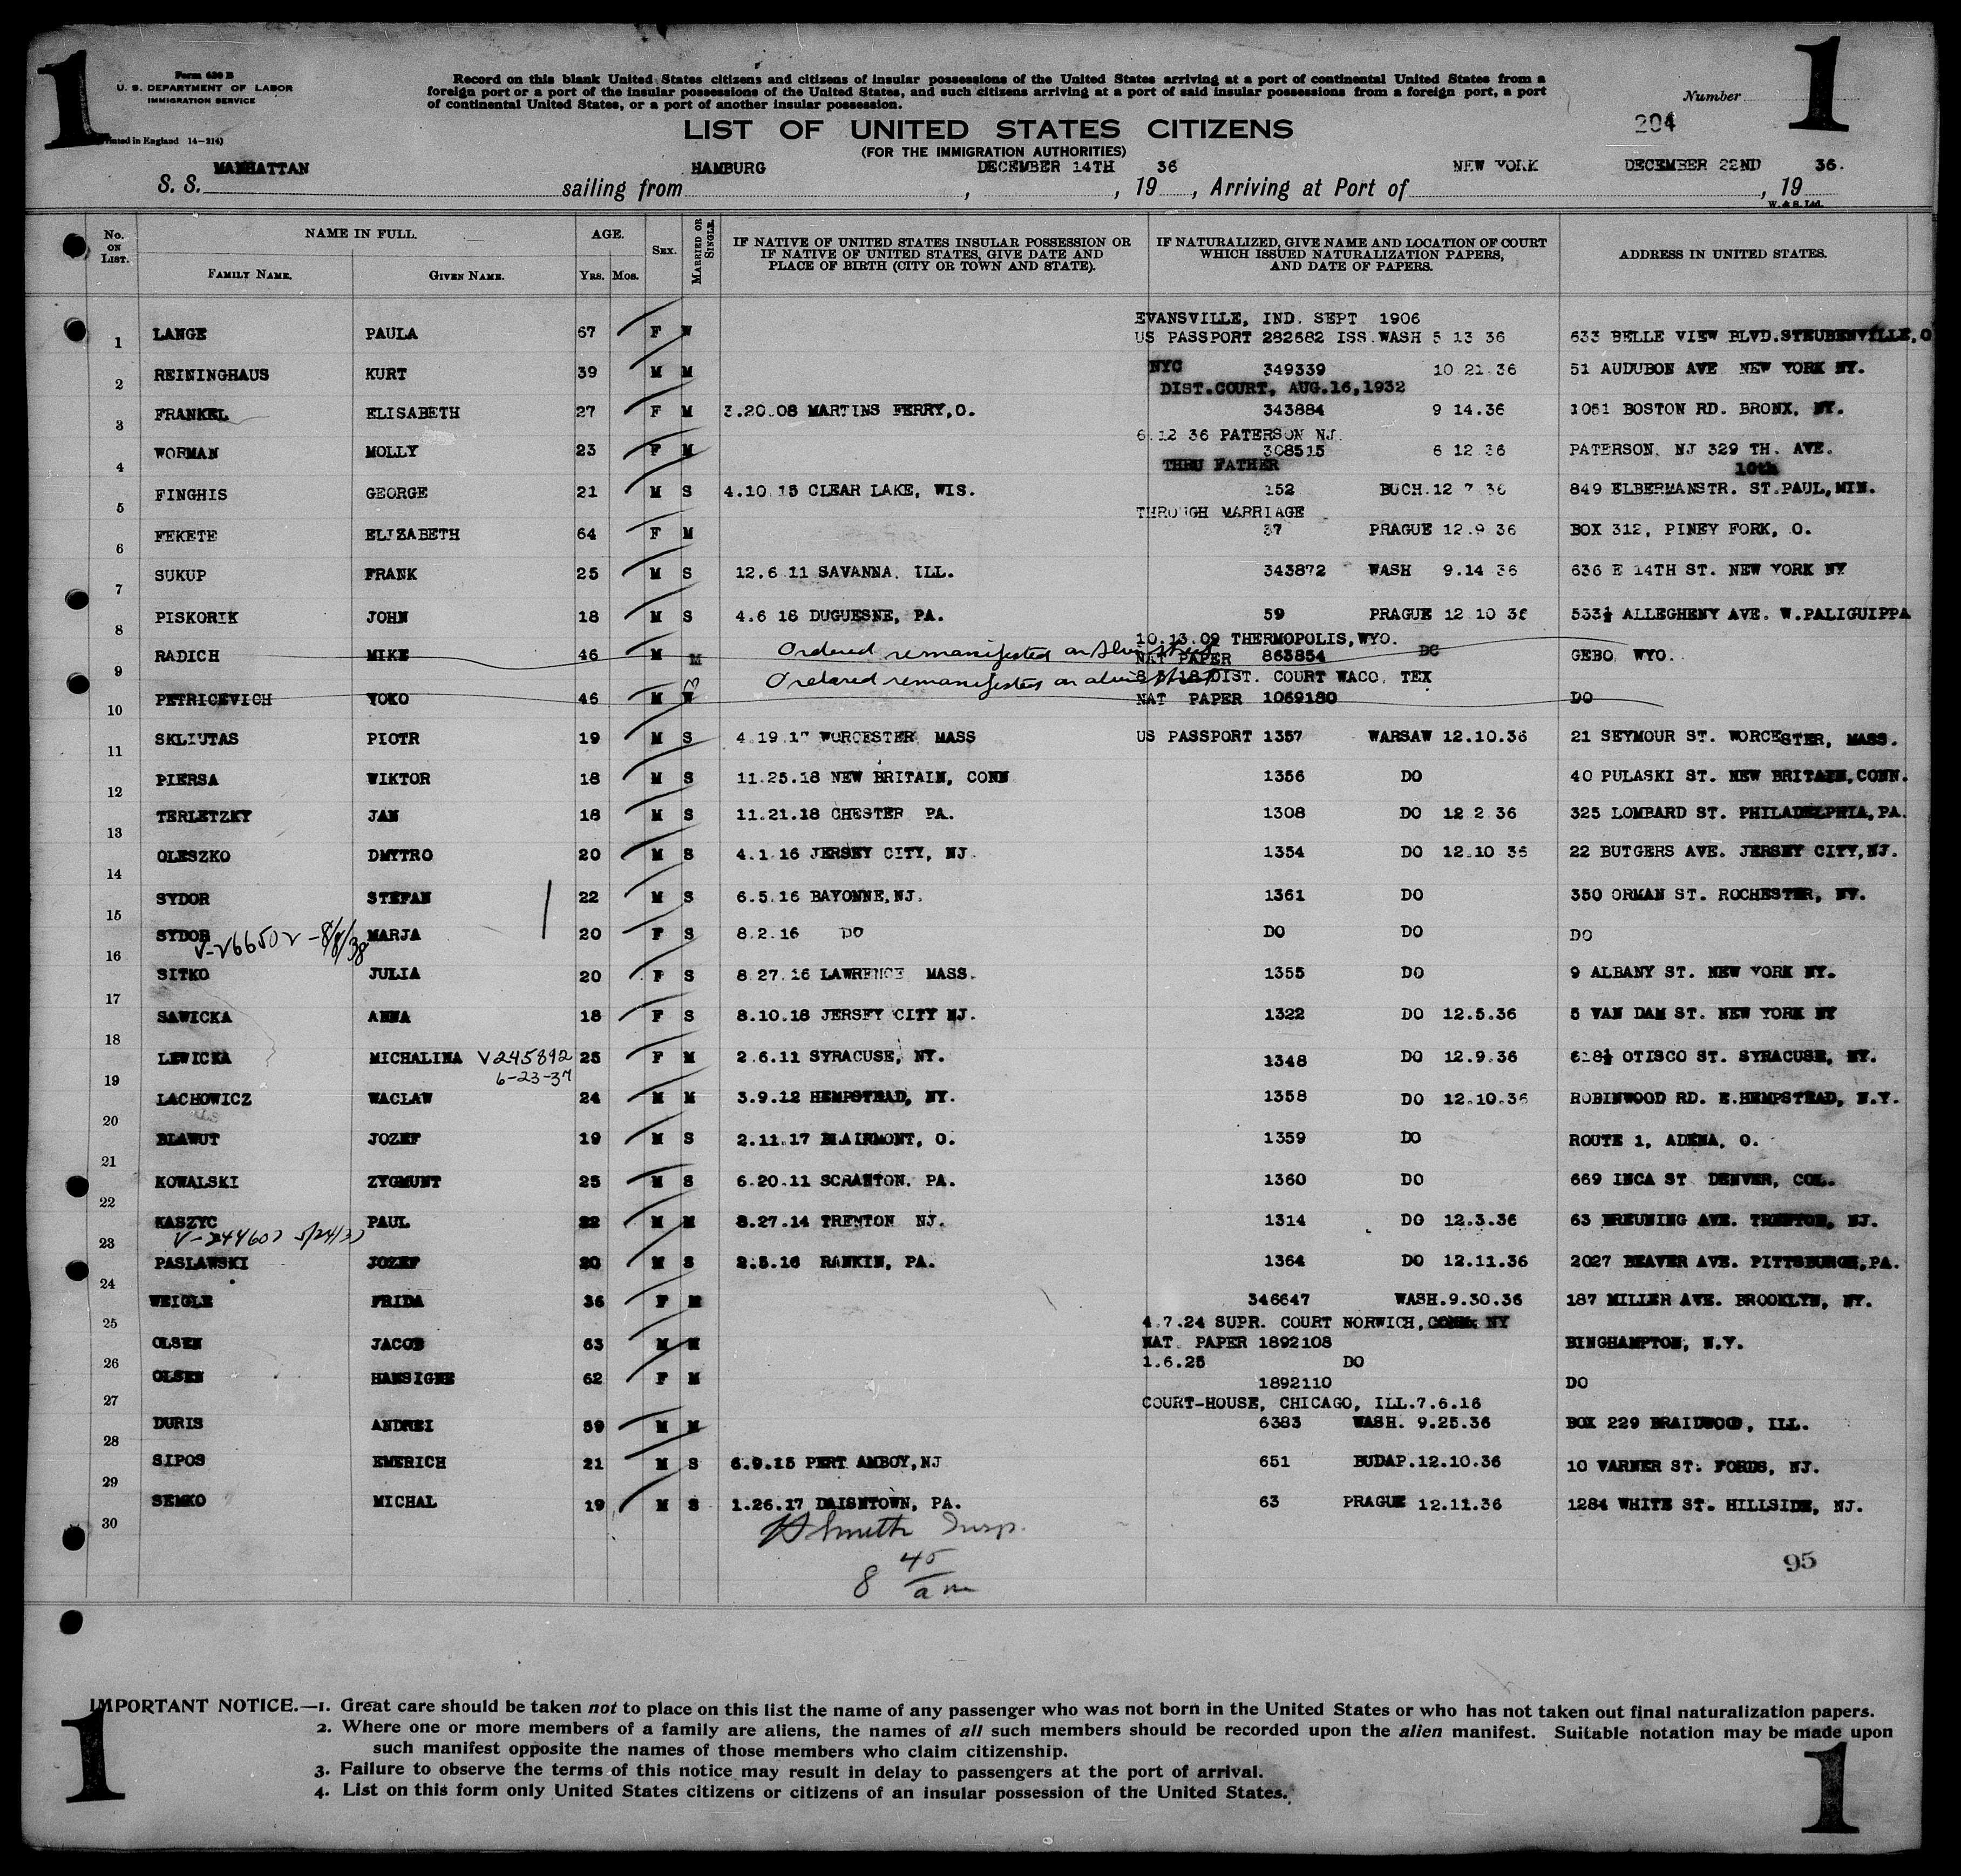 1
1
Form 630 B
U. S. DEPARTMENT OF LABOR
IMMIGRATION SERVICE
(Printed in England 14—214)
Record on this blank United States citizens and citizens of insular possessions of the United States arriving at a port of continental United States from a
foreign port or a port of the insular possessions of the United States, and such citizens arriving at a port of said insular possessions from a foreign port, a port
of continental United States, or a port of another insular possession.
Number
204
LIST OF UNITED STATES CITIZENS
(FOR THE IMMIGRATION AUTHORITIES)
S. S. MANHATTAN sailing from HAMBURG, DECEMBER 14TH, 19 36, Arriving at Port of NEW YORK DECEMBER 22ND, 19 36.
W. & S. Ltd.
No. ON LIST. NAME IN FULL. FAMILY NAME. GIVEN NAME. AGE. YRS. MOS. SEX. MARRIED OR SINGLE. IF NATIVE OF UNITED STATES INSULAR POSSESSION OR IF NATIVE OF UNITED STATES, GIVE DATE AND PLACE OF BIRTH (CITY OR TOWN AND STATE). IF NATURALIZED, GIVE NAME AND LOCATION OF COURT WHICH ISSUED NATURALIZATION PAPERS, AND DATE OF PAPERS. ADDRESS IN UNITED STATES.
EVANSVILLE, IND. SEPT 1906
1 LANGE PAULA 67 F W US PASSPORT 282682 ISS.WASH 5 13 36 633 BELLE VIEW BLVD.STEUBENVILLE,O
2 REININGHAUS KURT 39 M M NYC 349339 10 21 36 51 AUDUBON AVE NEW YORK NY.
DIST.COURT, AUG.16,1932
3 FRANKEL ELISABETH 27 F M 3.20.08 MARTINS FERRY,O. 343884 9 14.36 1051 BOSTON RD. BRONX, NY.
6.12 36 PATERSON NJ.
4 WORMAN MOLLY 23 F M 308515 6 12 36 PATERSON. NJ 329 TH. AVE.
THRU FATHER 10th
5 FINGHIS GEORGE 21 M S 4.10 15 CLEAR LAKE, WIS. 152 BUCH.12 7 36 849 ELBERMANSTR. ST.PAUL,MIN.
THROUGH MARRIAGE
6 FEKETE ELIZABETH 64 F M 37 PRAGUE 12.9 36 BOX 312, PINEY FORK, O.
7 SUKUP FRANK 25 M S 12.6 11 SAVANNA. ILL. 343872 WASH 9.14 36 636 E 14TH ST. NEW YORK NY
8 PISKORIK JOHN 18 M S 4.6 18 DUGUESNE, PA. 59 PRAGUE 12 10 36 533½ ALLEGHENY AVE. W.PALIGUIPPA
10.13.09 THERMOPOLIS,WYO.
9 RADICH MIKE 46 M M Ordered remanifested on alien sheet NAT PAPER 863854 DC GEBO WYO.
8 5 18 DIST. COURT WACO, TEX
10 PETRICEVICH YOKO 46 M W Ordered remanifested on alien sheet NAT PAPER 1069180 DO
11 SKLIUTAS PIOTR 19 M S 4.19.17 WORCESTER MASS US PASSPORT 1357 WARSAW 12.10.36 21 SEYMOUR ST. WORCESTER, MASS.
12 PIERSA WIKTOR 18 M S 11.25.18 NEW BRITAIN, CONN 1356 DO 40 PULASKI ST. NEW BRITAIN,CONN.
13 TERLETZKY JAN 18 M S 11.21.18 CHESTER PA. 1308 DO 12 2 36 325 LOMBARD ST. PHILADELPHIA,PA.
14 OLESZKO DMYTRO 20 M S 4.1 16 JERSEY CITY, NJ. 1354 DO 12.10 36 22 BUTGERS AVE. JERSEY CITY,NJ.
15 SYDOR STEFAN 22 M S 6.5.16 BAYONNE,NJ. 1361 DO 350 ORMAN ST. ROCHESTER, NY.
16 SYDOR MARJA 20 F S 8.2.16 DO DO DO DO
V-266502 -8/8/38
17 SITKO JULIA 20 F S 8.27.16 LAWRENCE MASS. 1355 DO 9 ALBANY ST. NEW YORK NY.
18 SAWICKA ANNA 18 F S 8.10.18 JERSEY CITY NJ. 1322 DO 12.5.36 5 VAN DAM ST. NEW YORK NY
19 LEWICKA MICHALINA V245892 25 F M 2.6.11 SYRACUSE, NY. 1348 DO 12.9.36 618½ OTISCO ST. SYRACUSE, NY.
6-23-37
20 LACHOWICZ WACLAW 24 M M 3.9.12 HEMPSTEAD, NY. 1358 DO 12.10.36 ROBINWOOD RD. E.HEMPSTEAD, N.Y.
21 BLAWUT JOZEF 19 M S 2.11.17 BLAIRMONT, O. 1359 DO ROUTE 1, ADENA, O.
22 KOWALSKI ZYGMUNT 25 M S 6.20.11 SCRANTON. PA. 1360 DO 669 INCA ST DENVER, COL.
23 KASZYC PAUL 22 M M 8.27.14 TRENTON NJ. 1314 DO 12.3.36 63 BREUNING AVE. TRENTON, NJ.
V-244607 5/24/37
24 PASLAWSKI JOZEF 20 M S 2.5.16 RANKIN, PA. 1364 DO 12.11.36 2027 BEAVER AVE. PITTSBURGH,PA.
25 WEIGLE FRIDA 36 F M 346647 WASH.9.30.36 187 MILLER AVE. BROOKLYN, NY.
4.7.24 SUPR. COURT NORWICH, NY
26 OLSEN JACOB 63 M M NAT. PAPER 1892108 BINGHAMPTON, N.Y.
1.6.25 DO
27 OLSEN HANSIGNE 62 F M 1892110 DO
COURT-HOUSE, CHICAGO, ILL.7.6.16
28 DURIS ANDREI 59 M M 6383 WASH. 9.25.36 BOX 229 BRAIDWOOD, ILL.
29 SIPOS EMERICH 21 M S 6.9.15 PERT AMBOY,NJ 651 BUDAP.12.10.36 10 VARNER ST. FORDS, NJ.
30 SEMKO MICHAL 19 M S 1.26.17 DAISNTOWN, PA. 63 PRAGUE 12.11.36 1284 WHITE ST. HILLSIDE, NJ.
H Smith Insp.
8 45/am
95
IMPORTANT NOTICE.—1. Great care should be taken not to place on this list the name of any passenger who was not born in the United States or who has not taken out final naturalization papers.
2. Where one or more members of a family are aliens, the names of all such members should be recorded upon the alien manifest. Suitable notation may be made upon
such manifest opposite the names of those members who claim citizenship.
3. Failure to observe the terms of this notice may result in delay to passengers at the port of arrival.
4. List on this form only United States citizens or citizens of an insular possession of the United States.
1
1